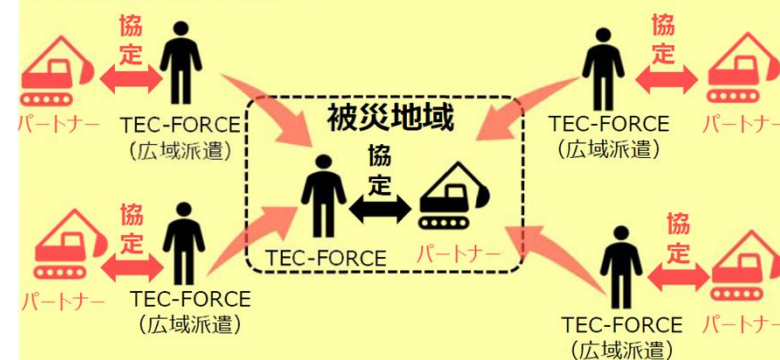 協
定
パートナー
TEC-FORCE
(広域派遣)
協
定
TEC-FORCE
(広域派遣)
パートナー
被災地域
協
定
TEC-FORCE
パートナー
協
定
パートナー
TEC-FORCE
(広域派遣)
協
定
TEC-FORCE
(広域派遣)
パートナー